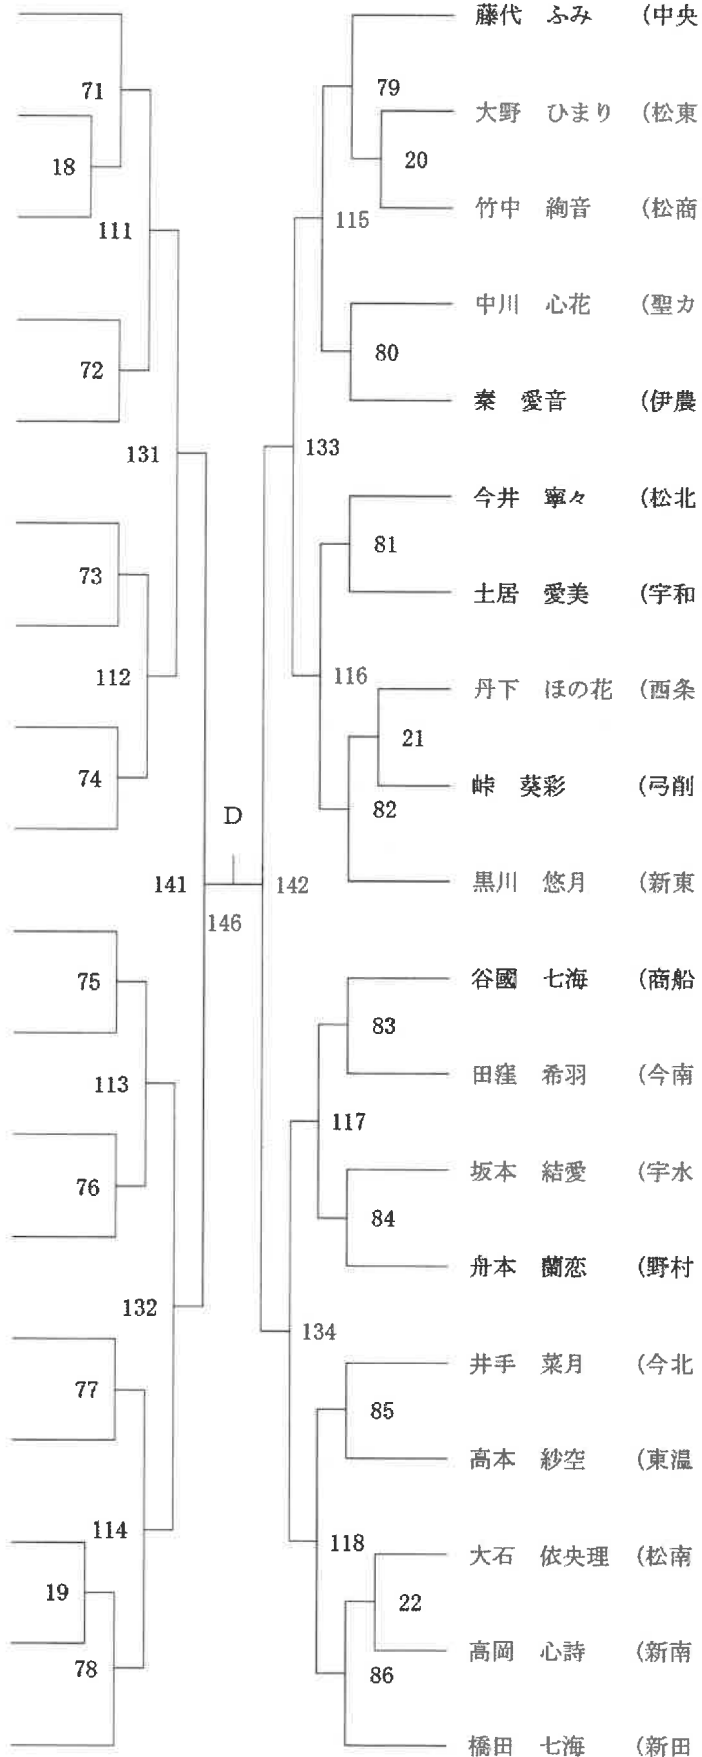 藤代 ふみ (中央
71
79
大野 ひまり (松東
18
20
竹中 絢音 (松商
115
111
中川 心花 (聖カ
72
80
秦 愛音 (伊農
131
133
今井 寧々 (松北
81
73
土居 愛美 (宇和
112
116
丹下 ほの花 (西条
21
74
峠 葵彩 (弓削
82
D
141
142
黒川 悠月 (新東
146
75
谷國 七海 (商船
83
田窪 希羽 (今南
113
117
坂本 結愛 (宇水
76
84
舟本 蘭恋 (野村
132
134
井手 菜月 (今北
77
85
高本 紗空 (東温
114
118
大石 依央理 (松南
19
22
高岡 心詩 (新南
78
86
橋田 七海 (新田